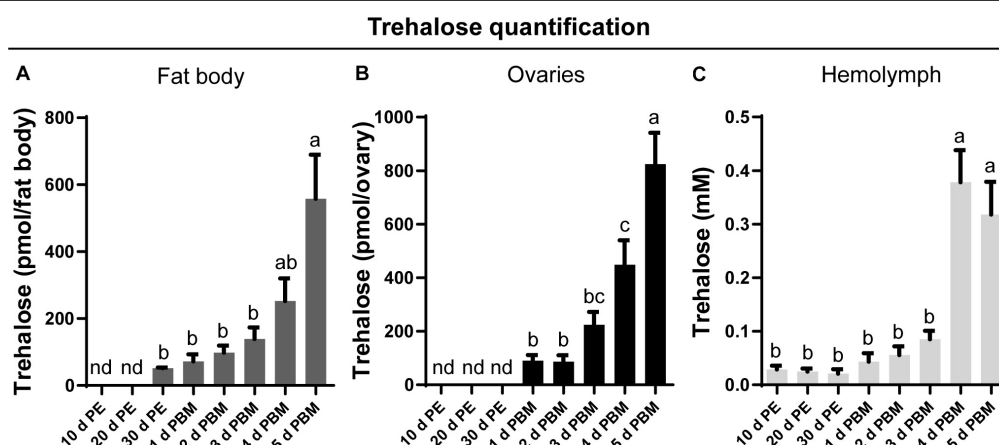 Trehalose quantification
A Fat body
Trehalose (pmol/fat body)
800
600
400
200
0
nd nd b b b b ab a
10 d PE 20 d PE 30 d PE 1 d PBM 2 d PBM 3 d PBM 4 d PBM 5 d PBM
B Ovaries
Trehalose (pmol/ovary)
1000
800
600
400
200
0
nd nd nd b b bc c a
10 d PE 20 d PE 30 d PE 1 d PBM 2 d PBM 3 d PBM 4 d PBM 5 d PBM
C Hemolymph
Trehalose (mM)
0.5
0.4
0.3
0.2
0.1
0.0
b b b b b b a a
10 d PE 20 d PE 30 d PE 1 d PBM 2 d PBM 3 d PBM 4 d PBM 5 d PBM